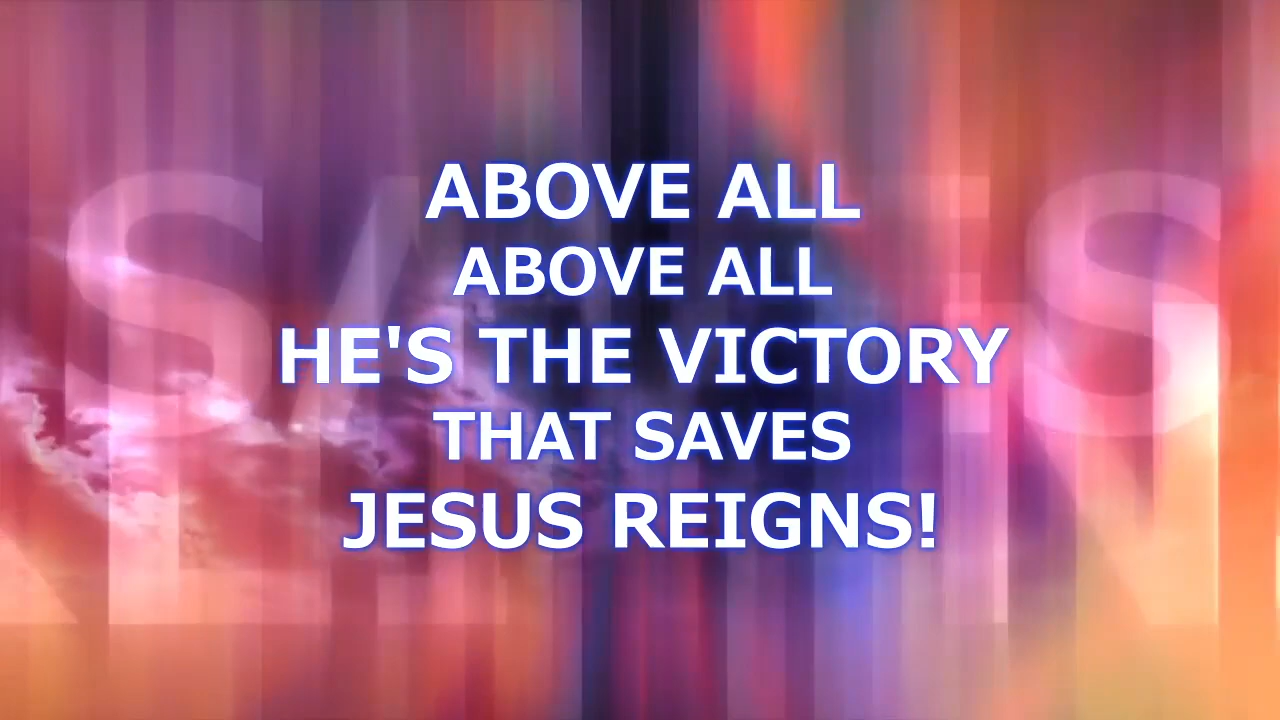 ABOVE ALL
ABOVE ALL
HE'S THE VICTORY
THAT SAVES
JESUS REIGNS!